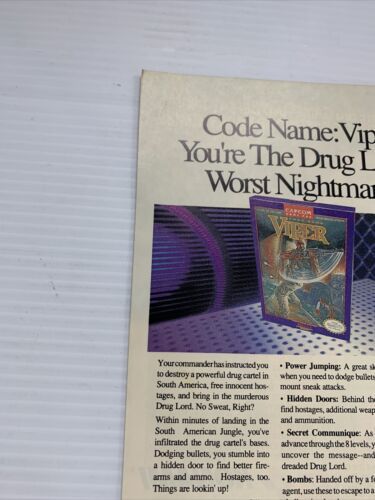 Code Name: Vip
You're The Drug L
Worst Nightmar
CAPCOM
VIPER
Your commander has instructed you
to destroy a powerful drug cartel in
South America, free innocent hos-
tages, and bring in the murderous
Drug Lord. No Sweat, Right?
Within minutes of landing in the
South American Jungle, you've
infiltrated the drug cartel's bases.
Dodging bullets, you stumble into
a hidden door to find better fire-
arms and ammo. Hostages, too.
Things are lookin' up!
• Power Jumping: A great sk
when you need to dodge bullets
mount sneak attacks.
• Hidden Doors: Behind the
find hostages, additional weap
and ammunition.
• Secret Communique: As
advance through the 8 levels, y
uncover the message--and
dreaded Drug Lord.
• Bombs: Handed off by a f
agent, use these to escape to a